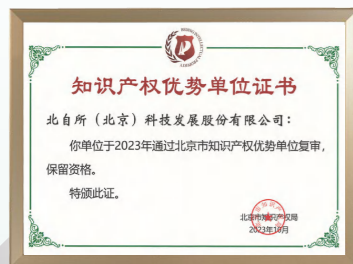 知识产权优势单位证书
北自所（北京）科技发展股份有限公司：
你单位于2023年通过北京市知识产权优势单位复审，
保留资格。
特颁此证。
北京市知识产权局
2023年10月